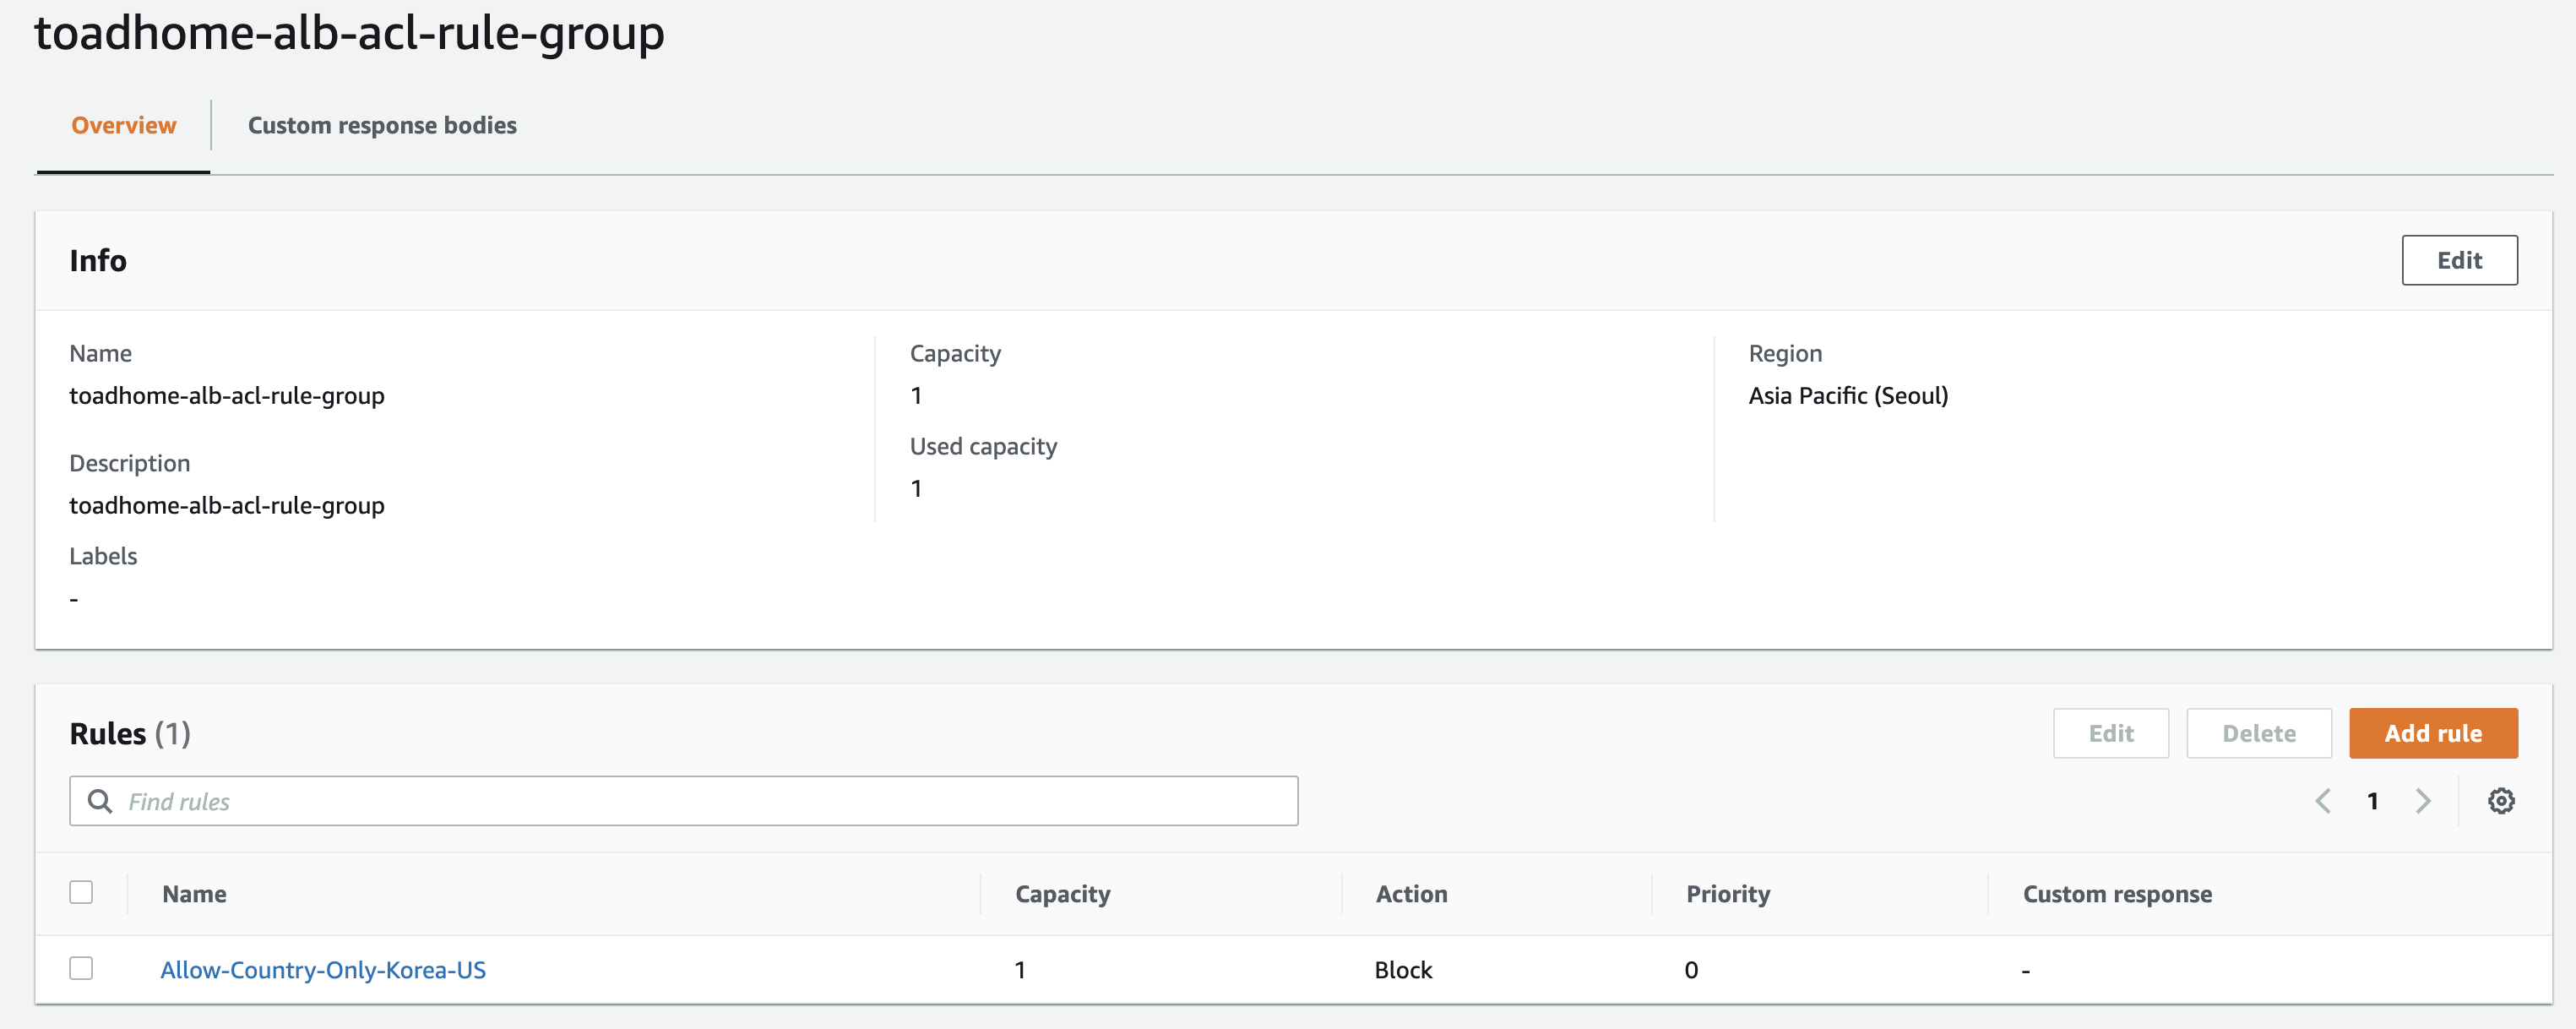 toadhome-alb-acl-rule-group
Overview
Custom response bodies
Info
Edit
Name
toadhome-alb-acl-rule-group
Description
toadhome-alb-acl-rule-group
Labels
-
Capacity
1
Used capacity
1
Region
Asia Pacific (Seoul)
Rules (1)
Edit Delete Add rule
Find rules
1
Name Capacity Action Priority Custom response
Allow-Country-Only-Korea-US 1 Block 0 -